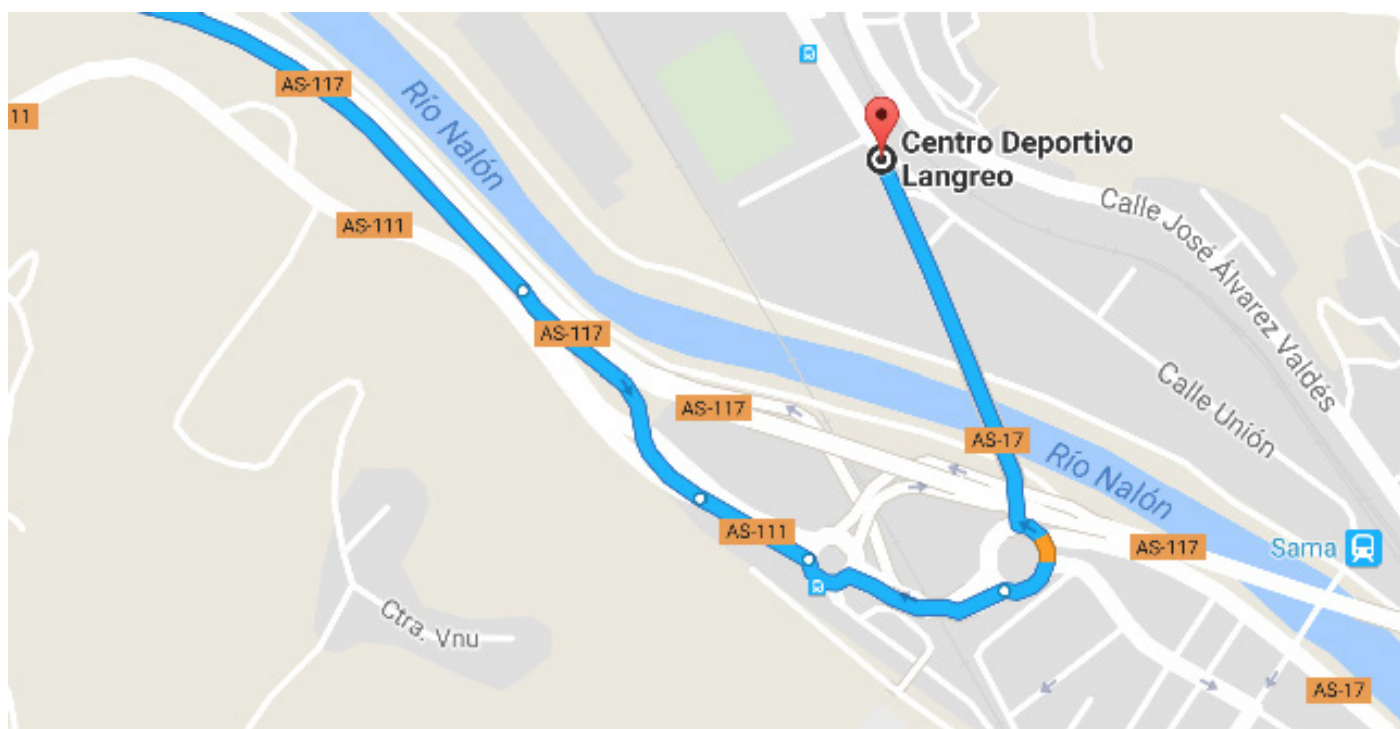 AS-117
Río Nalón
11
Centro Deportivo
Langreo
AS-111
Calle José Álvarez Valdés
AS-117
AS-117
Calle Unión
AS-17
Río Nalón
AS-111
AS-117
Sama
Ctra. Vnu
AS-17